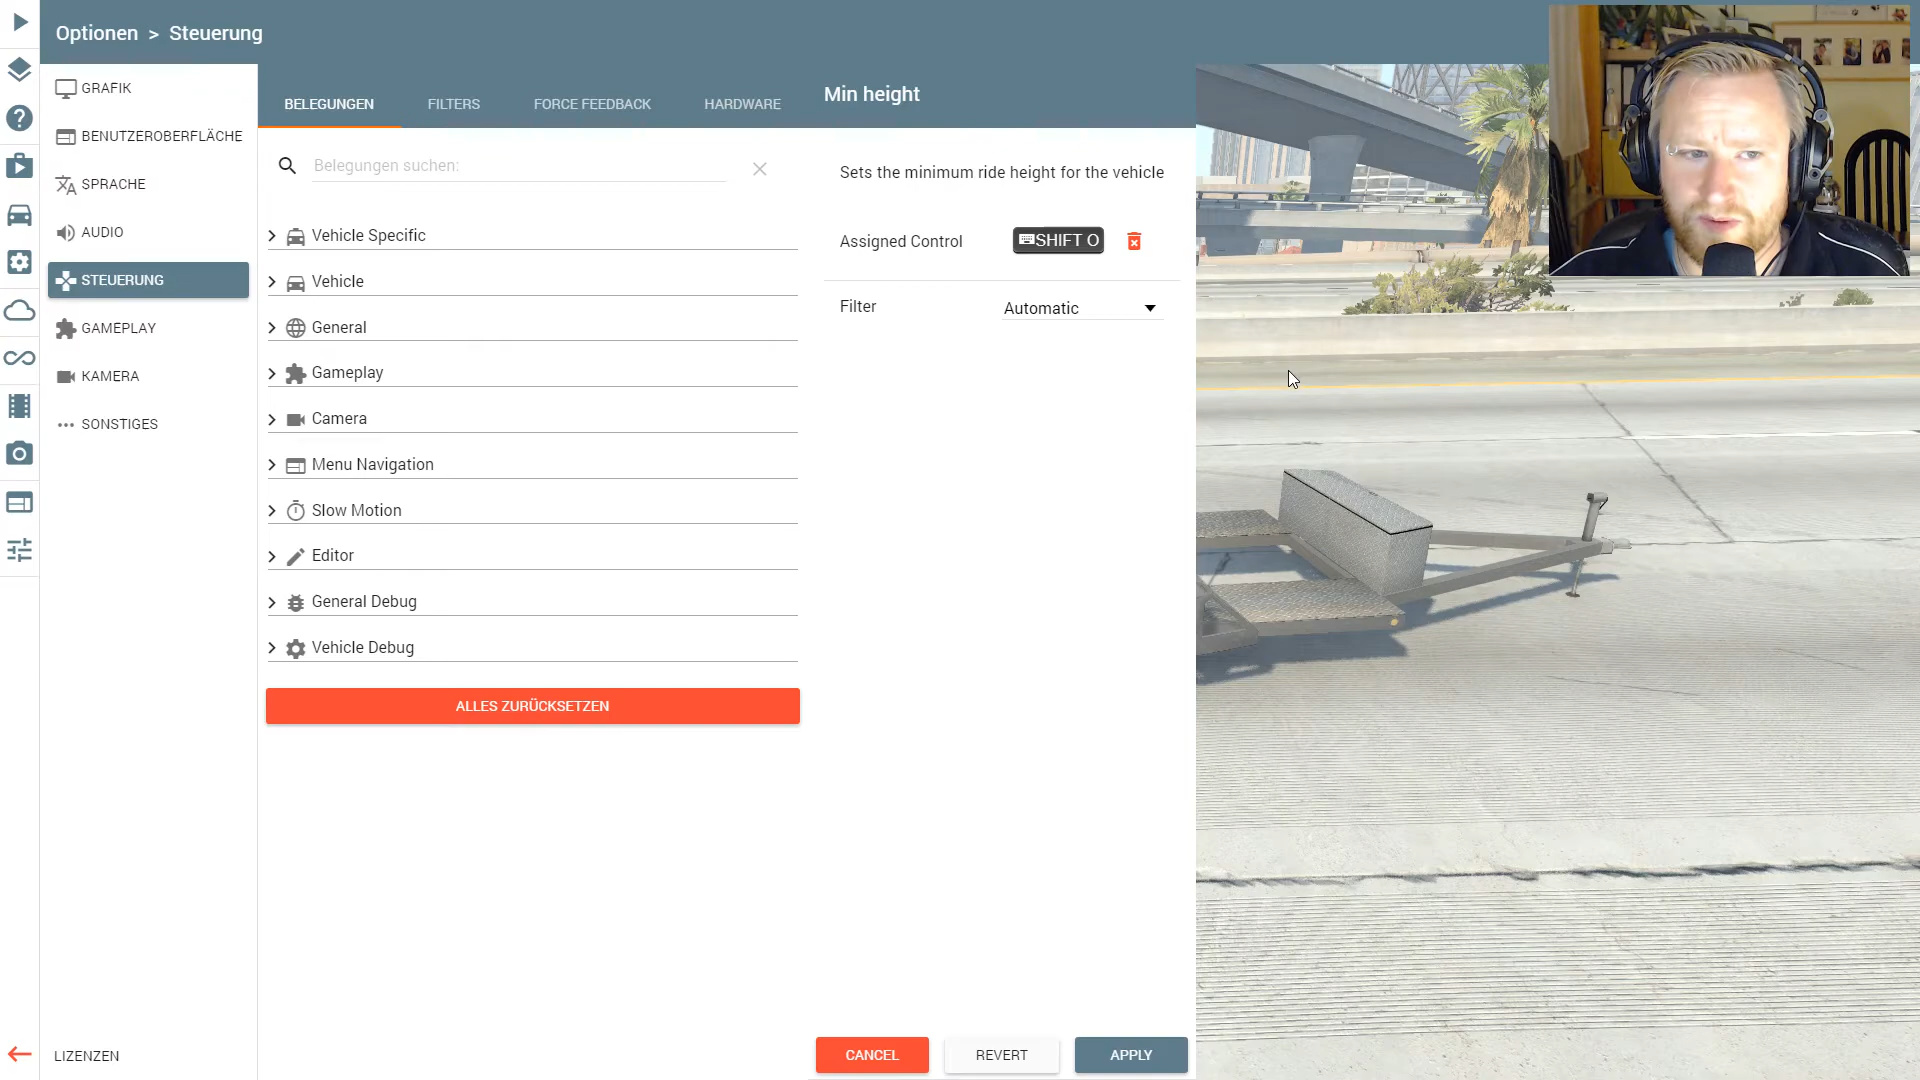 Optionen > Steuerung
GRAFIK
BENUTZEROBERFLÄCHE
SPRACHE
AUDIO
STEUERUNG
GAMEPLAY
KAMERA
SONSTIGES
LIZENZEN
BELEGUNGEN
FILTERS
FORCE FEEDBACK
HARDWARE
Belegungen suchen:
Vehicle Specific
Vehicle
General
Gameplay
Camera
Menu Navigation
Slow Motion
Editor
General Debug
Vehicle Debug
ALLES ZURÜCKSETZEN
Min height
Sets the minimum ride height for the vehicle
Assigned Control SHIFT O
Filter Automatic
CANCEL
REVERT
APPLY